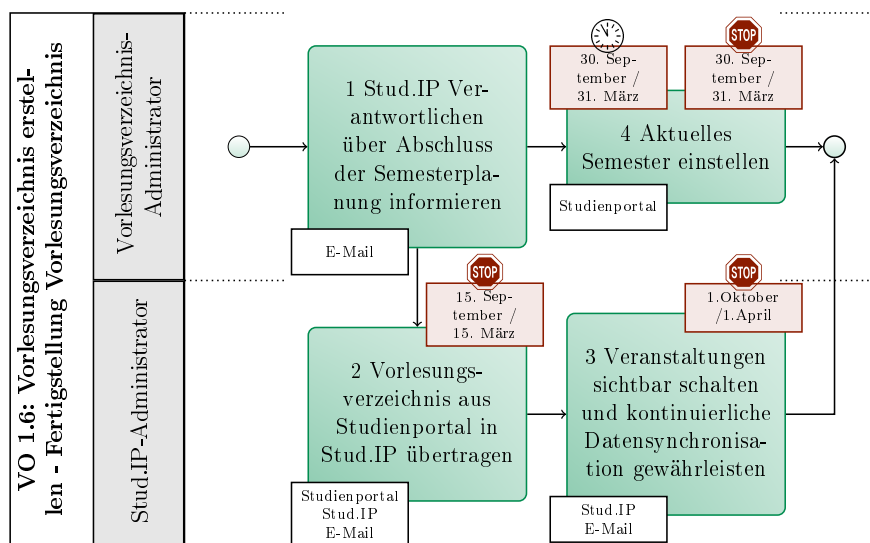 VO 1.6: Vorlesungsverzeichnis erstel-
len - Fertigstellung Vorlesungsverzeichnis
Vorlesungsverzeichnis-
Administrator
1 Stud.IP Ver-
antwortlichen
über Abschluss
der Semesterpla-
nung informieren
E-Mail
30. Sep-
tember /
31. März
STOP
30. Sep-
tember /
31. März
4 Aktuelles
Semester einstellen
Studienportal
Stud.IP-Administrator
STOP
15. Sep-
tember /
15. März
2 Vorlesungs-
verzeichnis aus
Studienportal in
Stud.IP übertragen
Studienportal
Stud.IP
E-Mail
STOP
1.Oktober
/1.April
3 Veranstaltungen
sichtbar schalten
und kontinuierliche
Datensynchronisa-
tion gewährleisten
Stud.IP
E-Mail